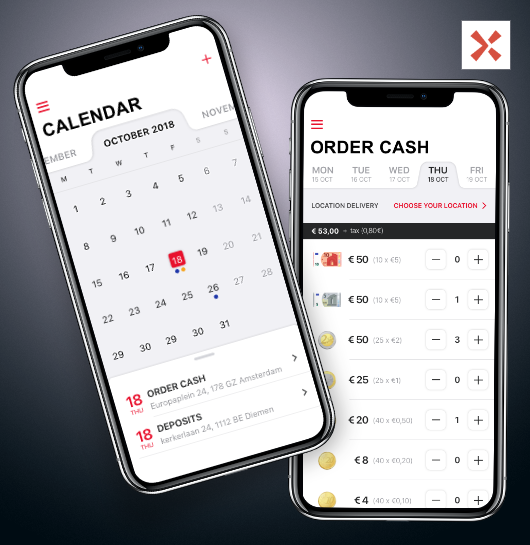 CALENDAR
EMBER OCTOBER 2018 NOVEM
M T W T F S S
1 2 3 4 5 6 7
8 9 10 11 12 13 14
15 16 17 18 19 20 21
22 23 24 25 26 27 28
29 30 29 30 31
18 THU ORDER CASH
Europaplein 24, 178 GZ Amsterdam
18 THU DEPOSITS
kerkerlaan 24, 1112 BE Diemen
ORDER CASH
MON TUE WED THU FRI
15 OCT 16 OCT 17 OCT 18 OCT 19 OCT
LOCATION DELIVERY CHOOSE YOUR LOCATION >
€ 53,00 + tax (0,80€)
€ 50 (10 x €5) — 0 +
€ 50 (10 x €5) — 1 +
€ 50 (25 x €2) — 3 +
€ 25 (25 x €1) — 0 +
€ 20 (40 x €0,50) — 1 +
€ 8 (40 x €0,20) — 0 +
€ 4 (40 x €0,10) — 0 +